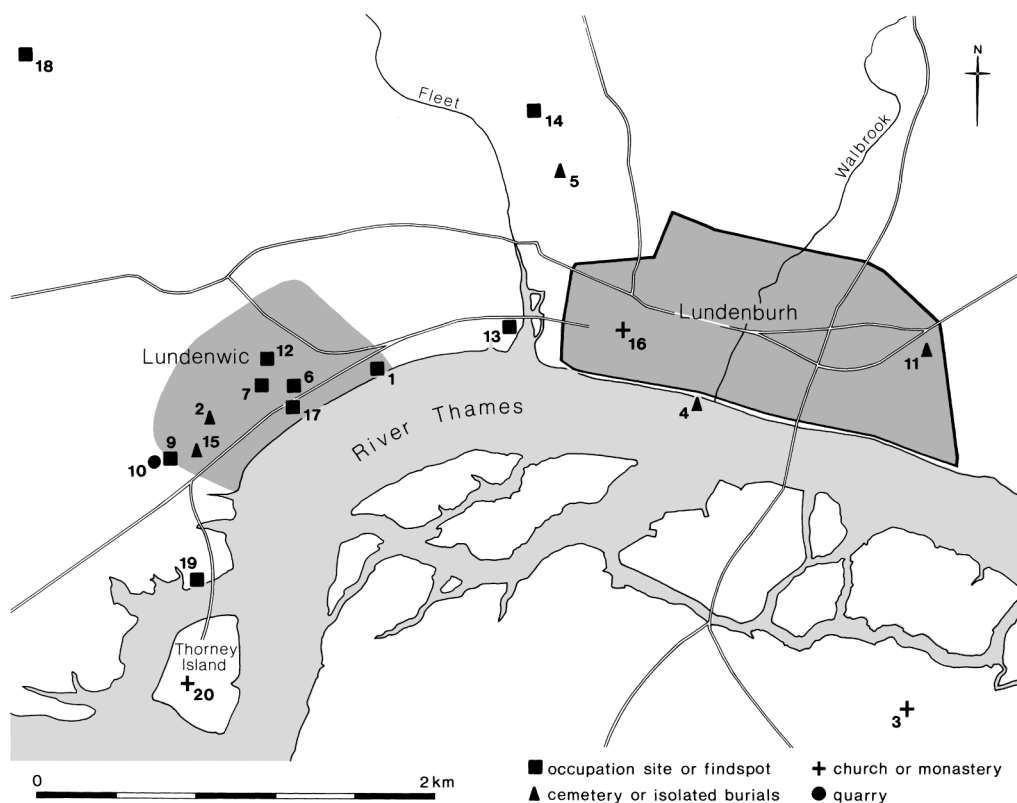 N
18
Fleet
14
Walbrook
5
Lundenburh
13
16
Lundenwic
12
1
11
7
6
2
17
4
River Thames
15
9
10
19
Thorney
Island
20
3
0
2 km
occupation site or findspot
church or monastery
cemetery or isolated burials
quarry